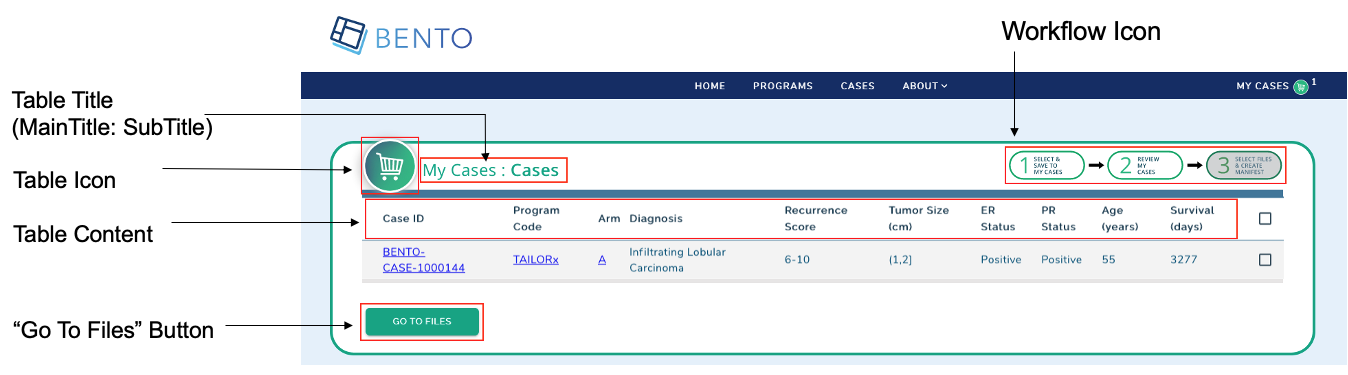 Workflow Icon
BENTO
HOME PROGRAMS CASES ABOUT MY CASES 1
Table Title
(MainTitle: SubTitle)
Table Icon
Table Content
“Go To Files” Button
My Cases : Cases
1 SELECT &
SAVE TO
MY CASES
2 REVIEW
MY
CASES
3 SELECT FILES
& CREATE
MANIFEST
Case ID
Program
Code
Arm
Diagnosis
Recurrence
Score
Tumor Size
(cm)
ER
Status
PR
Status
Age
(years)
Survival
(days)
BENTO-
CASE-1000144
TAILORx
A
Infiltrating Lobular
Carcinoma
6-10
(1,2]
Positive
Positive
55
3277
GO TO FILES